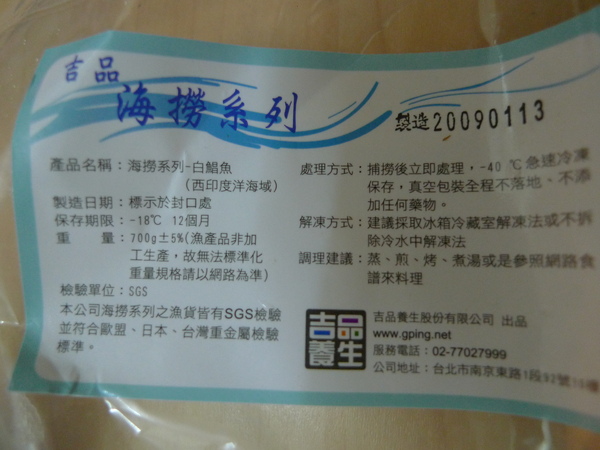 吉品
海撈系列
製造20090113
產品名稱：海撈系列-白鯧魚
（西印度洋海域）
製造日期：標示於封口處
保存期限：-18℃ 12個月
重　　量：700g±5%(漁產品非加
工生產，故無法標準化
重量規格請以網路為準)
檢驗單位：SGS
本公司海撈系列之漁貨皆有SGS檢驗
並符合歐盟、日本、台灣重金屬檢驗
標準。
處理方式：捕撈後立即處理，-40 ℃急速冷凍
保存，真空包裝全程不落地、不添
加任何藥物。
解凍方式：建議採取冰箱冷藏室解凍法或不拆
除冷水中解凍法
調理建議：蒸、煎、烤、煮湯或是參照網路食
譜來料理
吉品養生
吉品養生股份有限公司 出品
www.gping.net
服務電話：02-77027999
公司地址：台北市南京東路1段92號10樓